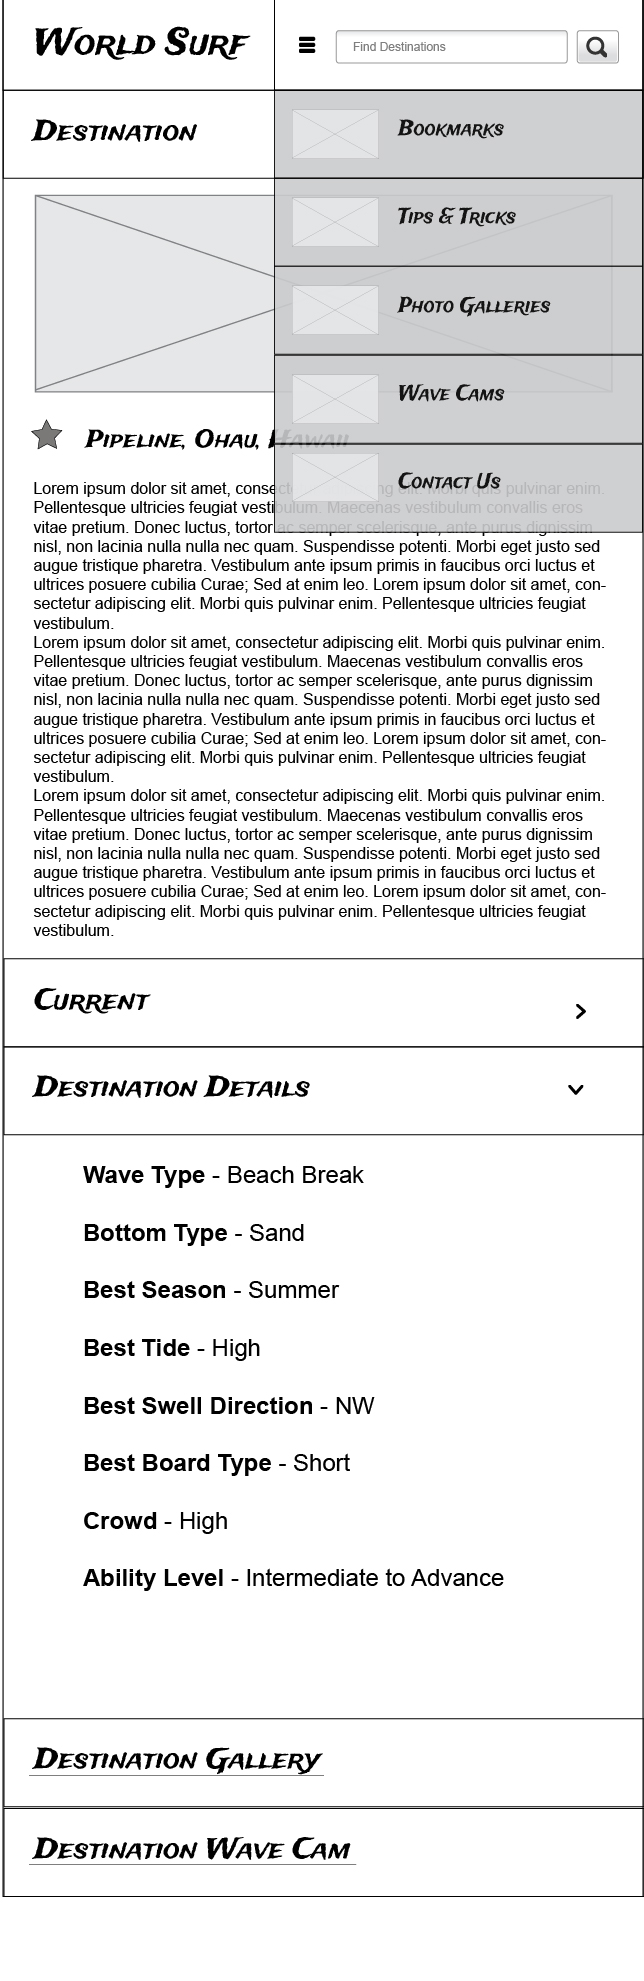 World Surf
Find Destinations
Destination
Bookmarks
Tips & Tricks
Photo Galleries
Wave Cams
Contact Us
Pipeline, Ohau, Hawaii
Lorem ipsum dolor sit amet, consec ng elit. Morbi quis pulvinar enim.
Pellentesque ultricies feugiat vestibulum. Maecenas vestibulum convallis eros
vitae pretium. Donec luctus, tortor ac semper scelerisque, ante purus dignissim
nisl, non lacinia nulla nulla nec quam. Suspendisse potenti. Morbi eget justo sed
augue tristique pharetra. Vestibulum ante ipsum primis in faucibus orci luctus et
ultrices posuere cubilia Curae; Sed at enim leo. Lorem ipsum dolor sit amet, con-
sectetur adipiscing elit. Morbi quis pulvinar enim. Pellentesque ultricies feugiat
vestibulum.
Lorem ipsum dolor sit amet, consectetur adipiscing elit. Morbi quis pulvinar enim.
Pellentesque ultricies feugiat vestibulum. Maecenas vestibulum convallis eros
vitae pretium. Donec luctus, tortor ac semper scelerisque, ante purus dignissim
nisl, non lacinia nulla nulla nec quam. Suspendisse potenti. Morbi eget justo sed
augue tristique pharetra. Vestibulum ante ipsum primis in faucibus orci luctus et
ultrices posuere cubilia Curae; Sed at enim leo. Lorem ipsum dolor sit amet, con-
sectetur adipiscing elit. Morbi quis pulvinar enim. Pellentesque ultricies feugiat
vestibulum.
Lorem ipsum dolor sit amet, consectetur adipiscing elit. Morbi quis pulvinar enim.
Pellentesque ultricies feugiat vestibulum. Maecenas vestibulum convallis eros
vitae pretium. Donec luctus, tortor ac semper scelerisque, ante purus dignissim
nisl, non lacinia nulla nulla nec quam. Suspendisse potenti. Morbi eget justo sed
augue tristique pharetra. Vestibulum ante ipsum primis in faucibus orci luctus et
ultrices posuere cubilia Curae; Sed at enim leo. Lorem ipsum dolor sit amet, con-
sectetur adipiscing elit. Morbi quis pulvinar enim. Pellentesque ultricies feugiat
vestibulum.
Current
Destination Details
Wave Type - Beach Break
Bottom Type - Sand
Best Season - Summer
Best Tide - High
Best Swell Direction - NW
Best Board Type - Short
Crowd - High
Ability Level - Intermediate to Advance
Destination Gallery
Destination Wave Cam